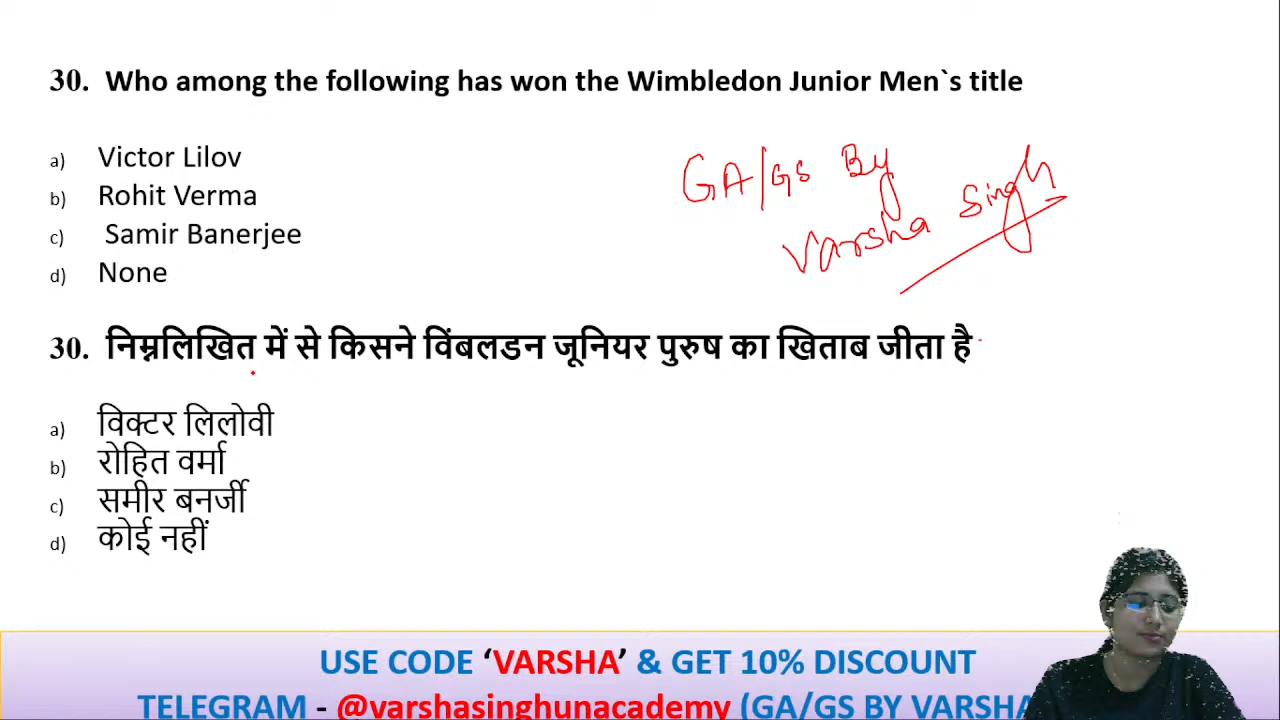 30. Who among the following has won the Wimbledon Junior Men`s title
a) Victor Lilov
b) Rohit Verma
c) Samir Banerjee
d) None
GA/GS By
Varsha Singh
30. निम्नलिखित में से किसने विंबलडन जूनियर पुरुष का खिताब जीता है
a) विक्टर लिलोवी
b) रोहित वर्मा
c) समीर बनर्जी
d) कोई नहीं
USE CODE ‘VARSHA’ & GET 10% DISCOUNT
TELEGRAM - @varshasinghunacademy (GA/GS BY VARSHA